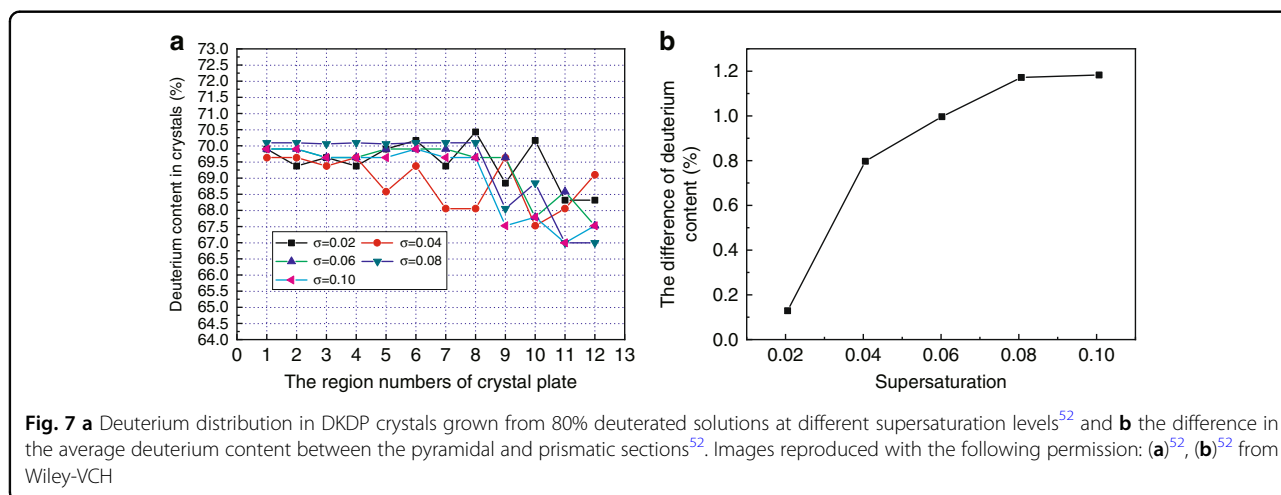 a
73.0
72.5
72.0
71.5
71.0
70.5
70.0
69.5
69.0
68.5
68.0
67.5
67.0
66.5
66.0
65.5
65.0
64.5
64.0
Deuterium content in crystals (%)
σ=0.02 σ=0.04
σ=0.06 σ=0.08
σ=0.10
0 1 2 3 4 5 6 7 8 9 10 11 12 13
The region numbers of crystal plate
b
1.2
1.0
0.8
0.6
0.4
0.2
0.0
The difference of deuterium
content (%)
0.02 0.04 0.06 0.08 0.10
Supersaturation
Fig. 7 a Deuterium distribution in DKDP crystals grown from 80% deuterated solutions at different supersaturation levels52 and b the difference in
the average deuterium content between the pyramidal and prismatic sections52. Images reproduced with the following permission: (a)52, (b)52 from
Wiley-VCH